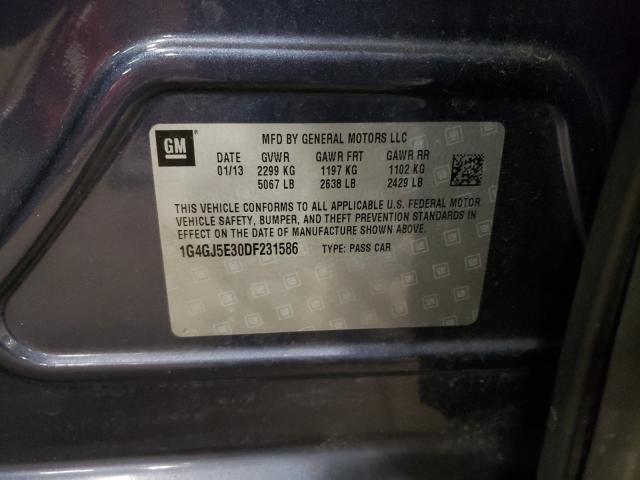 GM
MFD BY GENERAL MOTORS LLC
DATE GVWR GAWR FRT GAWR RR
01/13 2299 KG 1197 KG 1102 KG
5067 LB 2638 LB 2429 LB
THIS VEHICLE CONFORMS TO ALL APPLICABLE U.S. FEDERAL MOTOR
VEHICLE SAFETY, BUMPER, AND THEFT PREVENTION STANDARDS IN
EFFECT ON THE DATE OF MANUFACTURE SHOWN ABOVE.
1G4GJ5E30DF231586 TYPE: PASS CAR